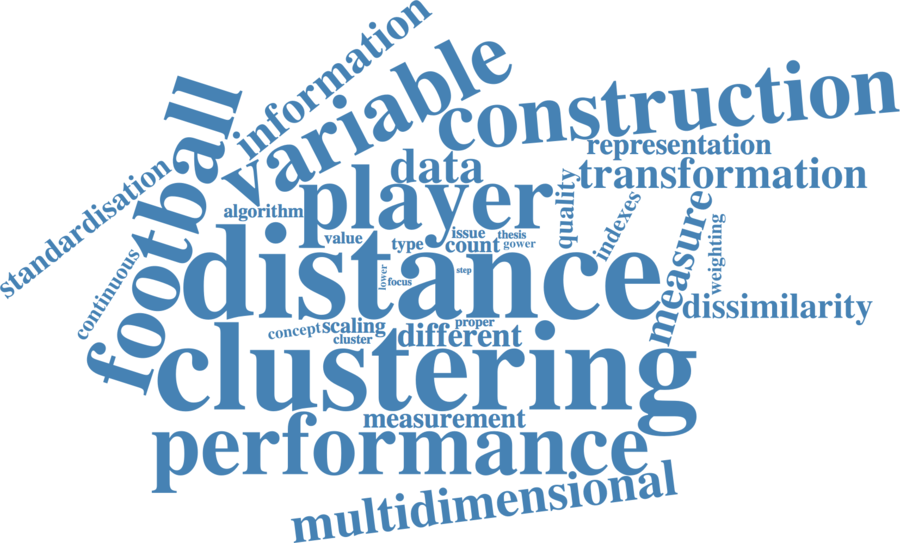 information
variable
construction
football
representation
data
transformation
standardisation
player
quality
algorithm
indexes
measure
weighting
value
type
issue
thesis
count
gower
continuous
distance
lower
focus
step
dissimilarity
concept
scaling
proper
cluster
different
clustering
measurement
performance
multidimensional